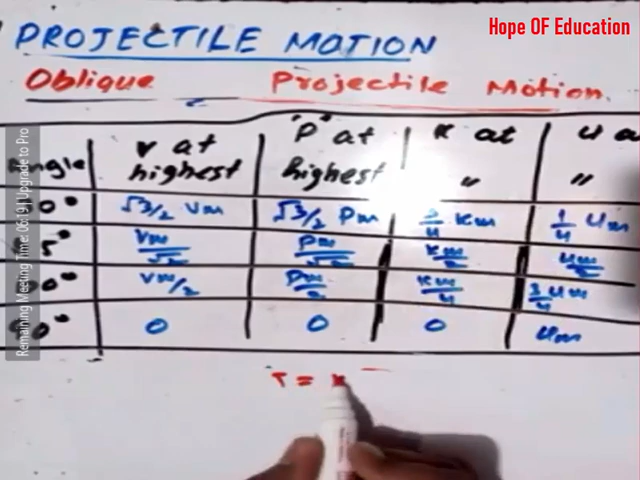 Hope OF Education
PROJECTILE MOTION
Oblique Projectile Motion
Angle v at highest P at highest K at " U a "
√3/2 Vm √3/2 Pm 3/4 Km 1/4 Um
Vm/√2 Pm/√2 Km/2 Um/2
Vm/2 Pm/2 Km/4 3/4 Um
0 0 0 Um
T = K
Remaining Meeting Time: 06:19 | Upgrade to Pro